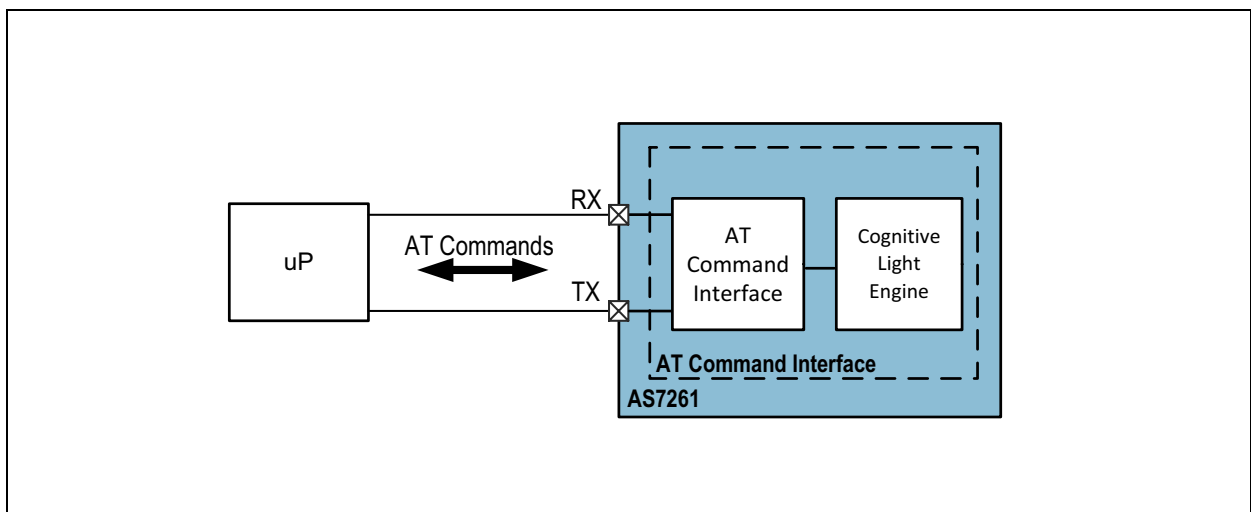 uP
RX
AT Commands
TX
AT
Command
Interface
Cognitive
Light
Engine
AT Command Interface
AS7261